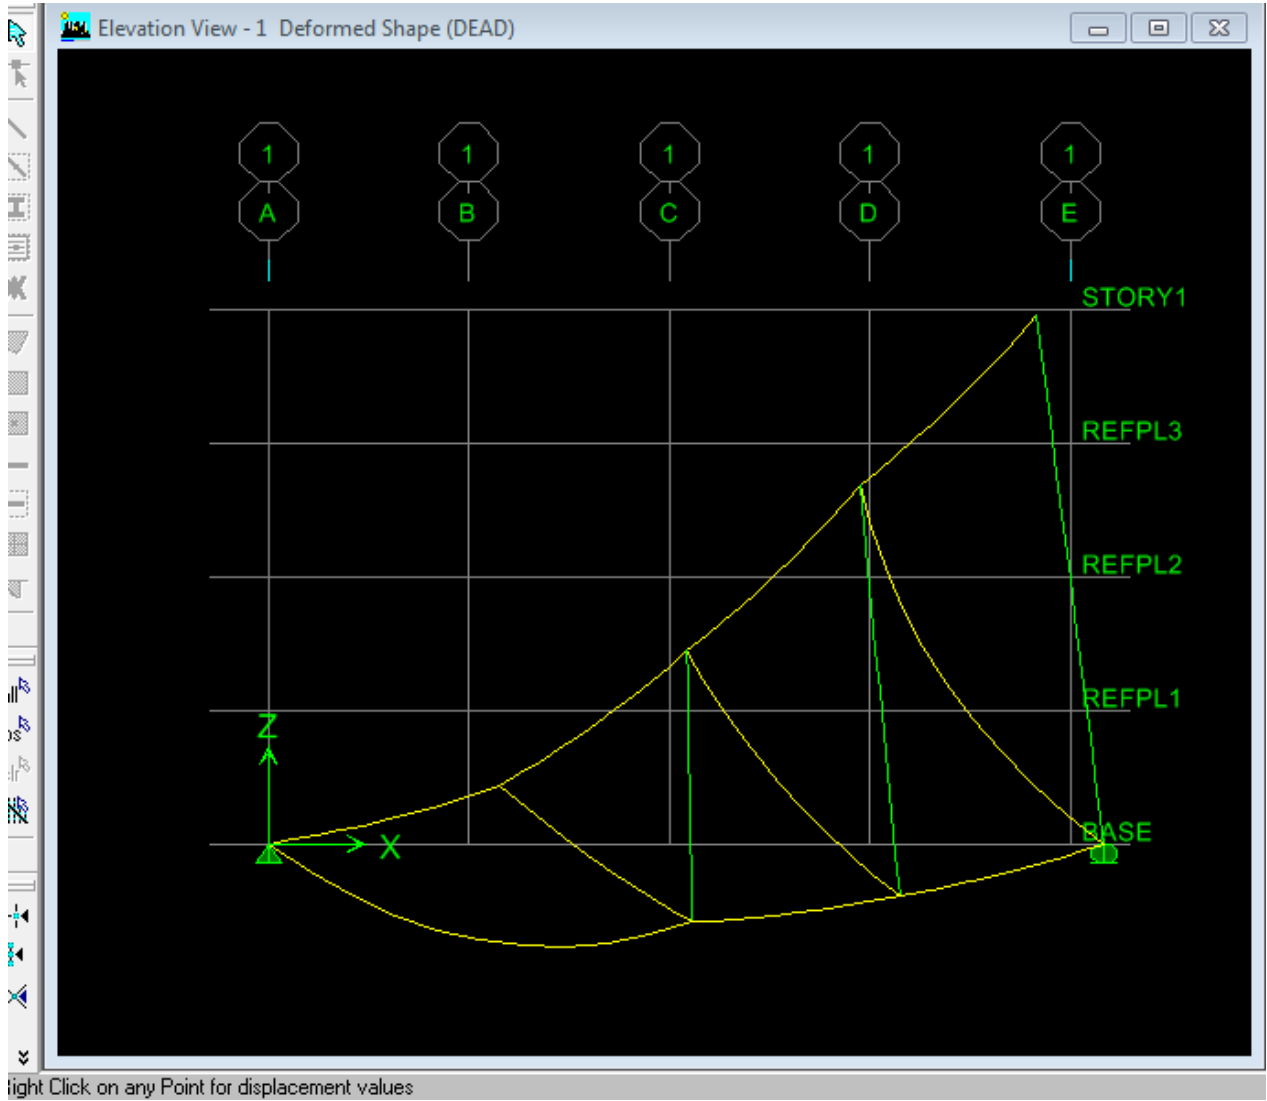 Elevation View - 1 Deformed Shape (DEAD)
1 1 1 1 1
A B C D E
STORY1
REFPL3
REFPL2
REFPL1
Z
X
BASE
Right Click on any Point for displacement values